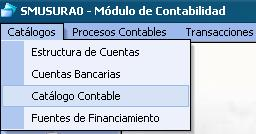 SMUSURA0 - Módulo de Contabilidad
Catálogos Procesos Contables Transacciones
Estructura de Cuentas
Cuentas Bancarias
Catálogo Contable
Fuentes de Financiamiento